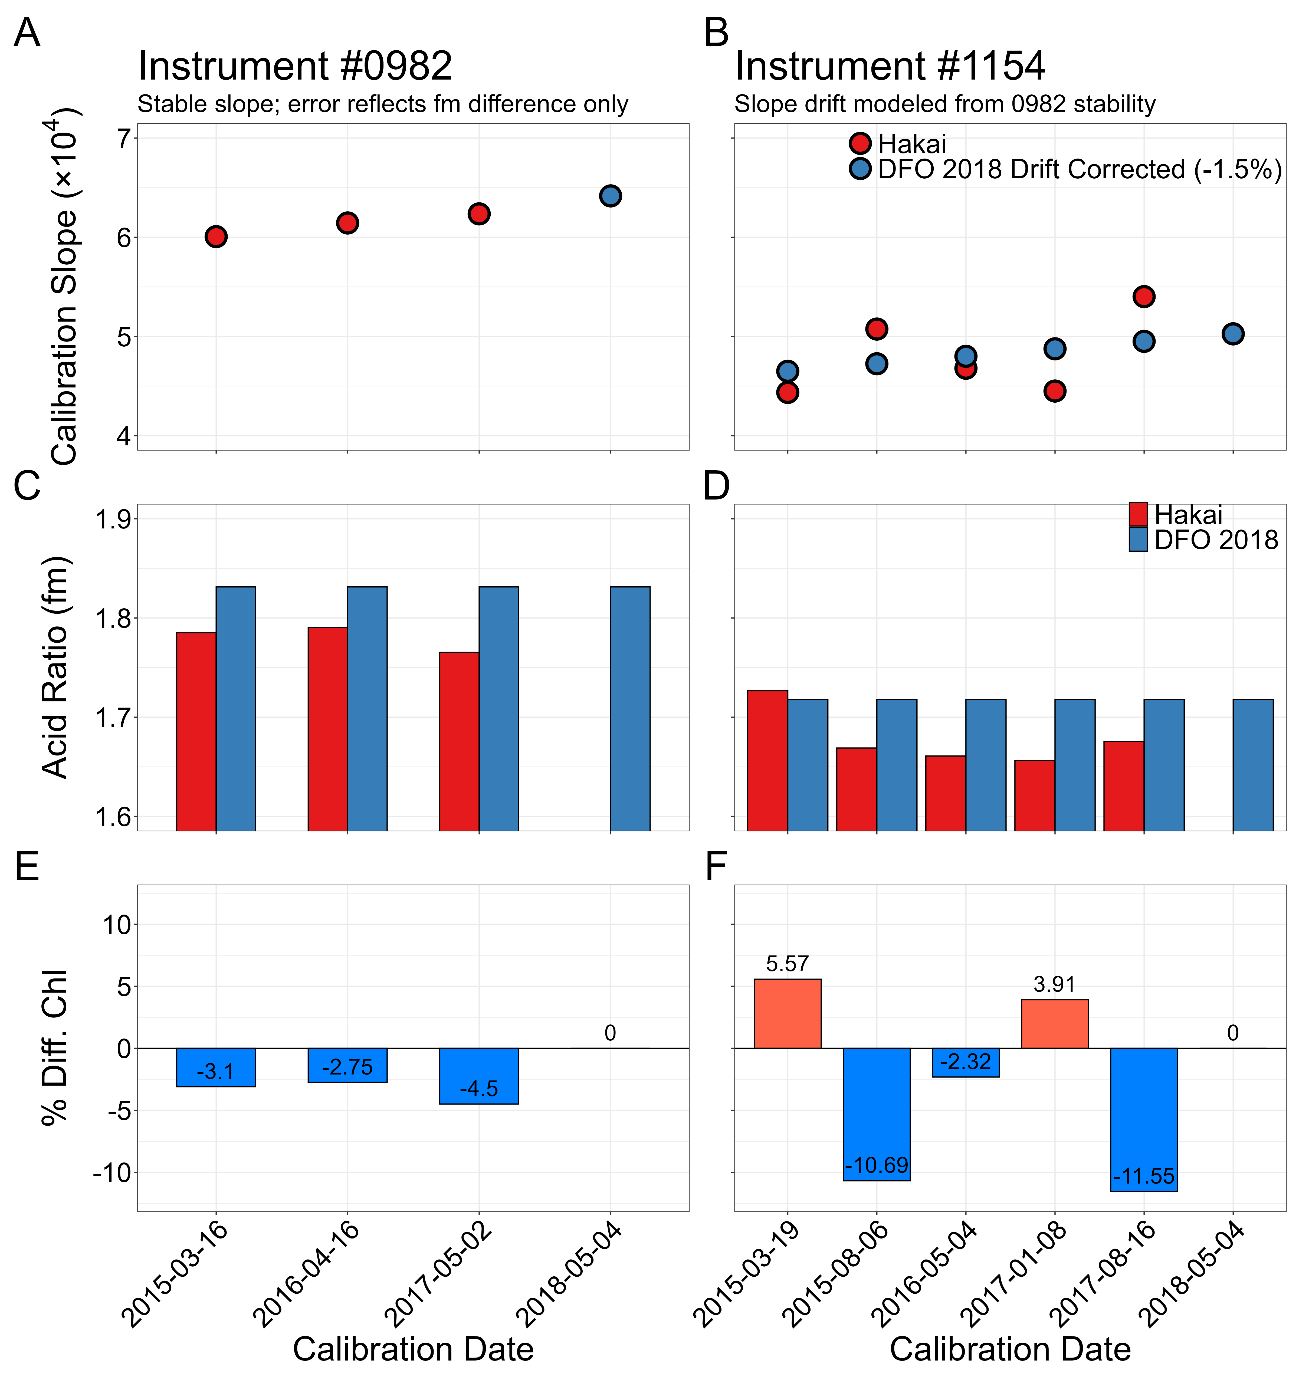 A
Instrument #0982
Stable slope; error reflects fm difference only
Calibration Slope (×10⁴)
7
6
5
4
B
Instrument #1154
Slope drift modeled from 0982 stability
Hakai
DFO 2018 Drift Corrected (-1.5%)
C
Acid Ratio (fm)
1.9
1.8
1.7
1.6
D
Hakai
DFO 2018
E
% Diff. Chl
10
5
0
-5
-10
-3.1
-2.75
-4.5
0
2015-03-16
2016-04-16
2017-05-02
2018-05-04
Calibration Date
F
5.57
-10.69
-2.32
3.91
-11.55
0
2015-03-19
2015-08-06
2016-05-04
2017-01-08
2017-08-16
2018-05-04
Calibration Date